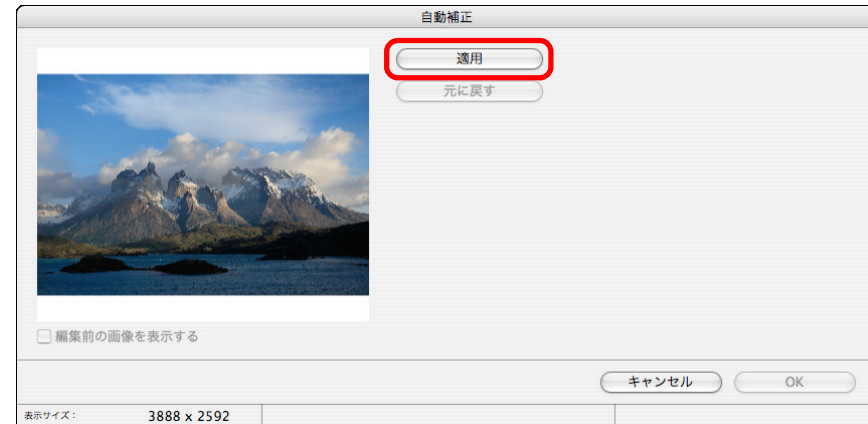 自動補正
適用
元に戻す
編集前の画像を表示する
キャンセル
OK
表示サイズ：
3888 x 2592